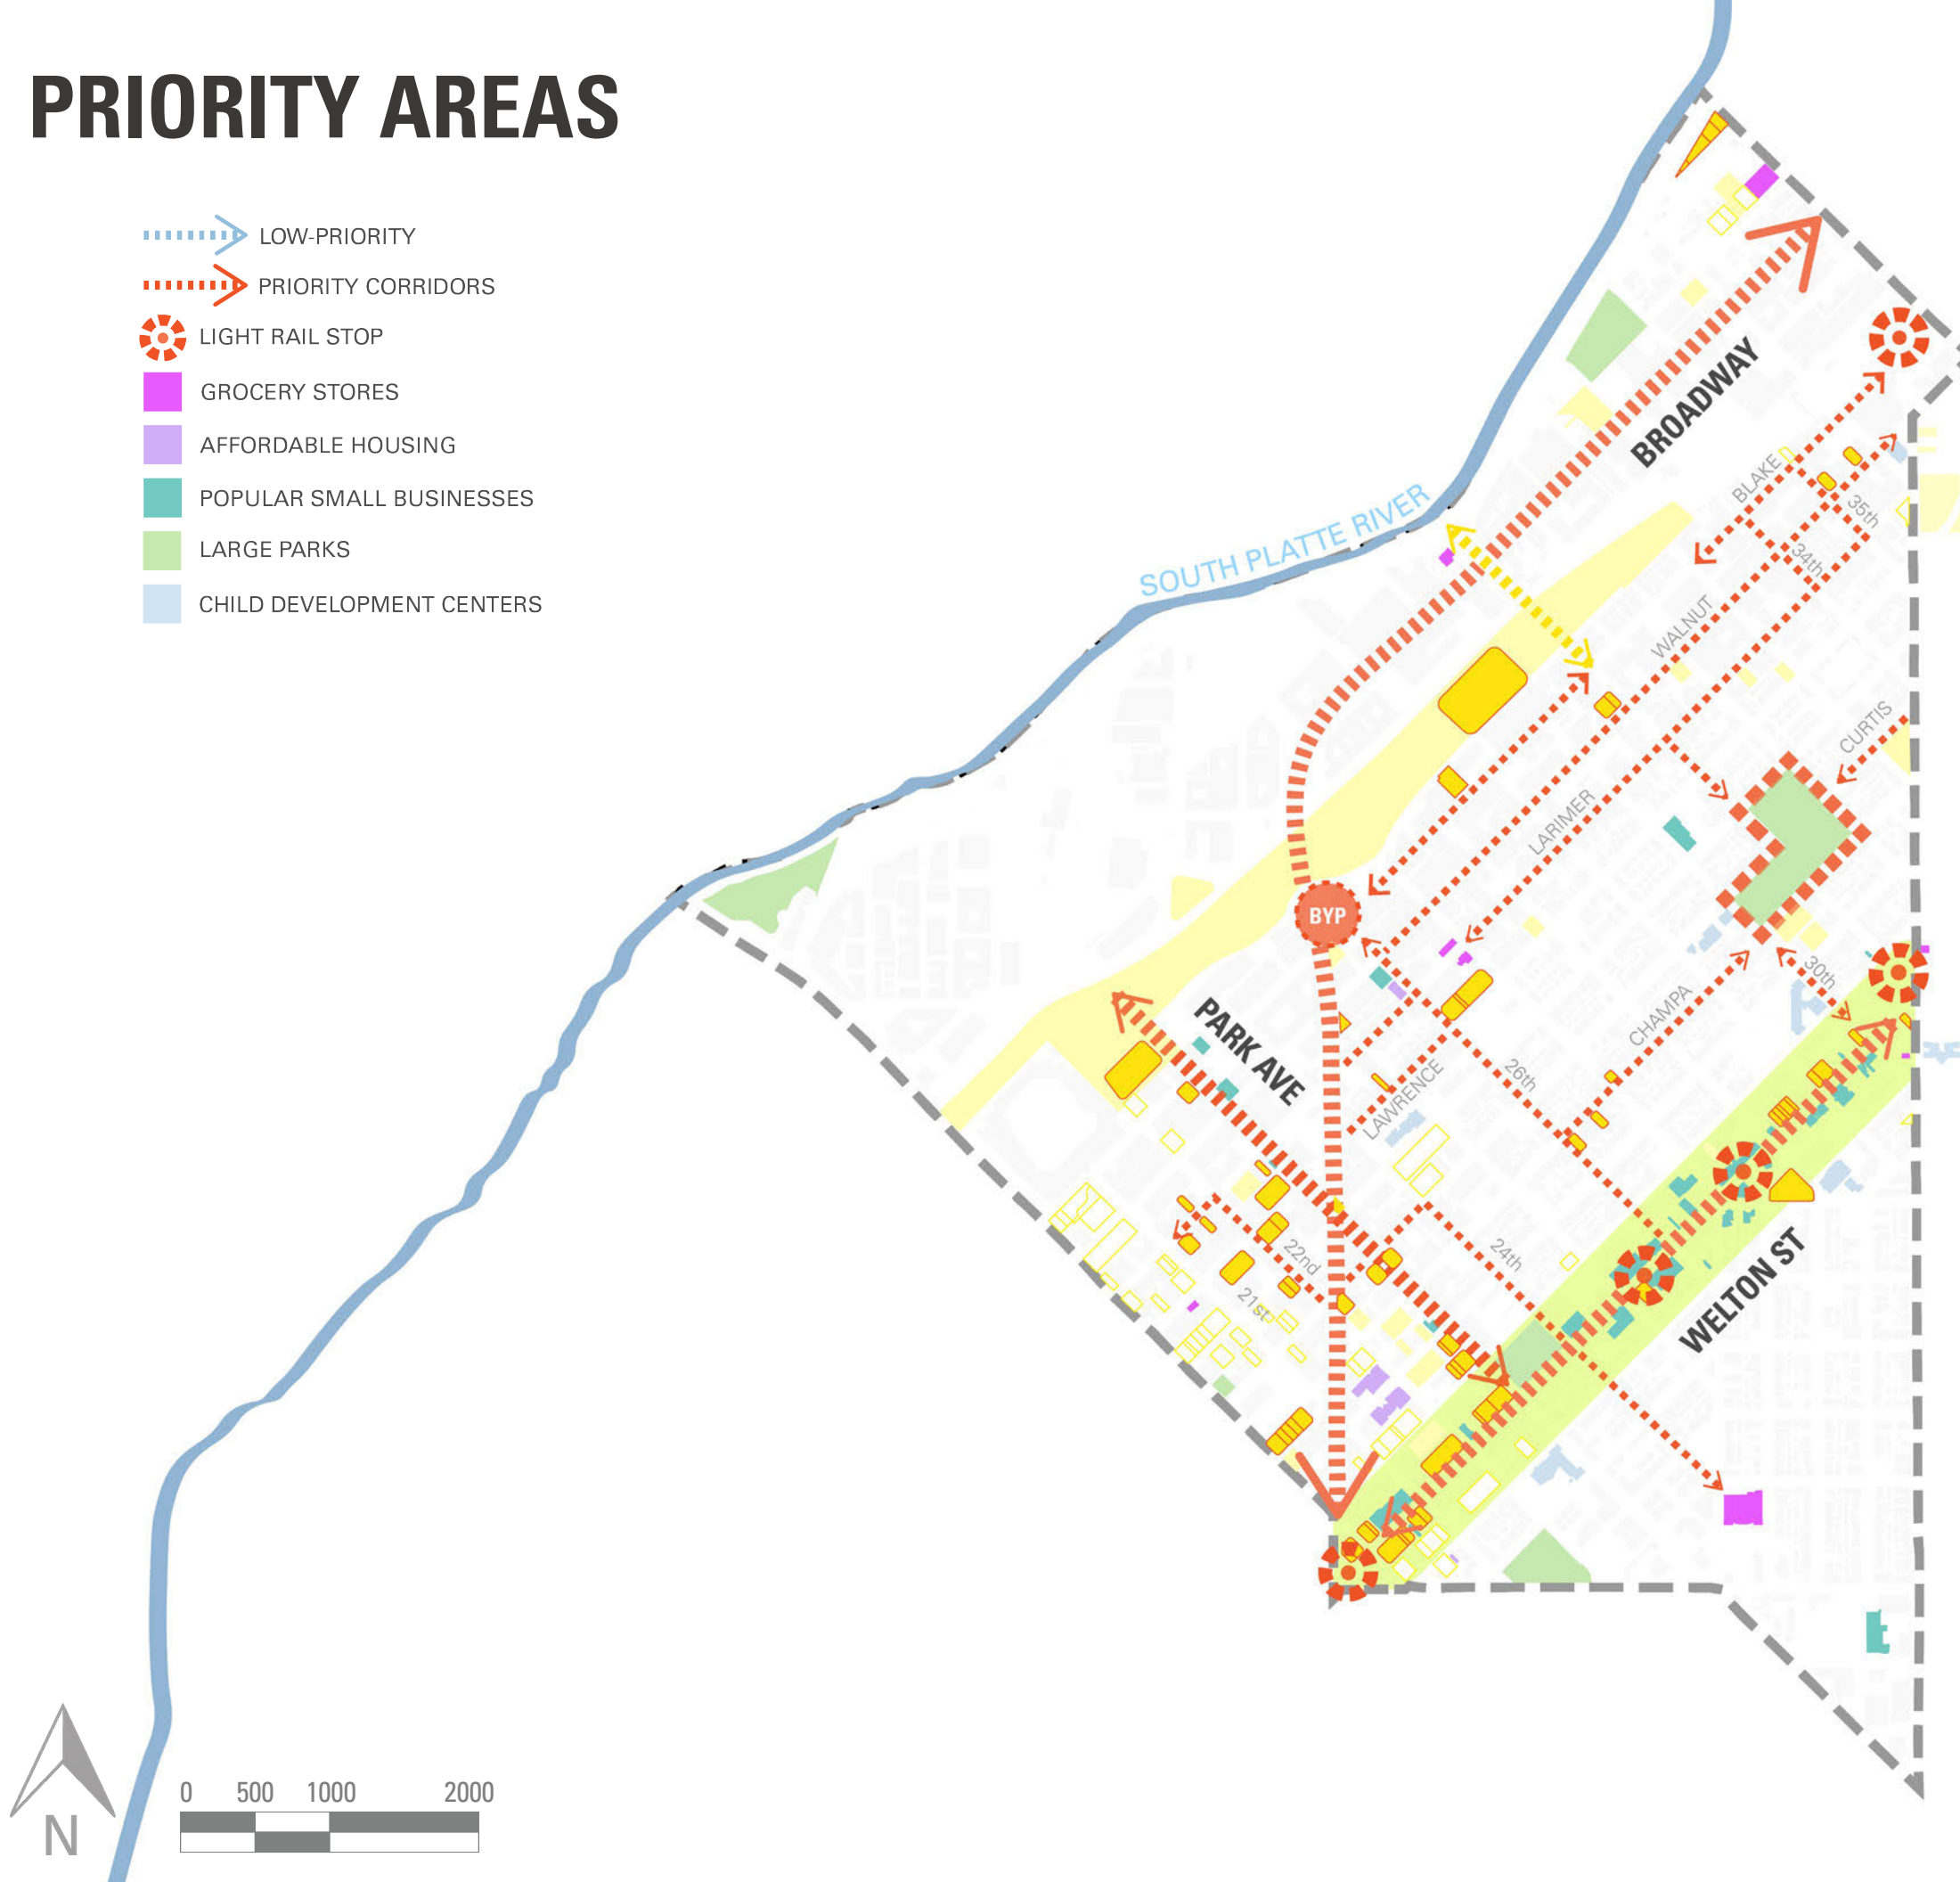 PRIORITY AREAS
LOW-PRIORITY
PRIORITY CORRIDORS
LIGHT RAIL STOP
GROCERY STORES
AFFORDABLE HOUSING
POPULAR SMALL BUSINESSES
LARGE PARKS
CHILD DEVELOPMENT CENTERS
BROADWAY
BLAKE
35th
SOUTH PLATTE RIVER
34th
WALNUT
CURTIS
LARIMER
BYP
30th
CHAMPA
PARK AVE
26th
LAWRENCE
24th
22nd
21st
WELTON ST
0 500 1000 2000
N